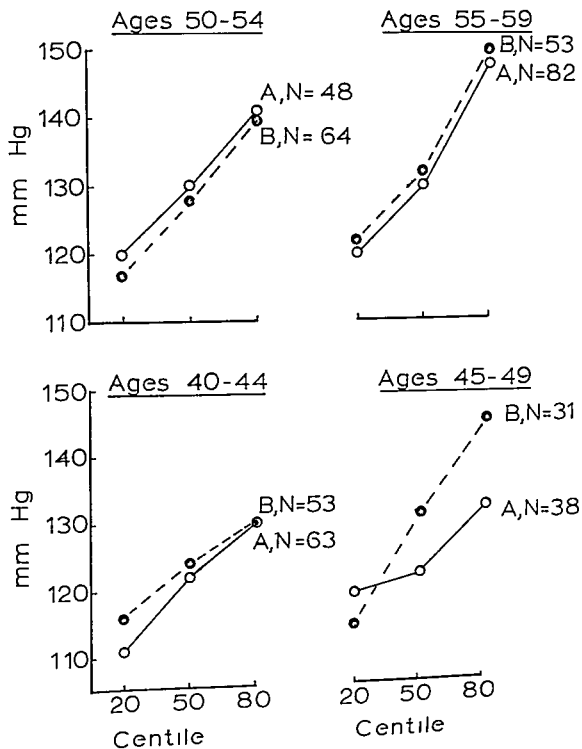 Ages 50-54
150
140
130
120
110
mm Hg
A,N=48
B,N=64
Ages 55-59
B,N=53
A,N=82
Ages 40-44
150
140
130
120
110
mm Hg
B,N=53
A,N=63
20 50 80
Centile
Ages 45-49
B,N=31
A,N=38
20 50 80
Centile